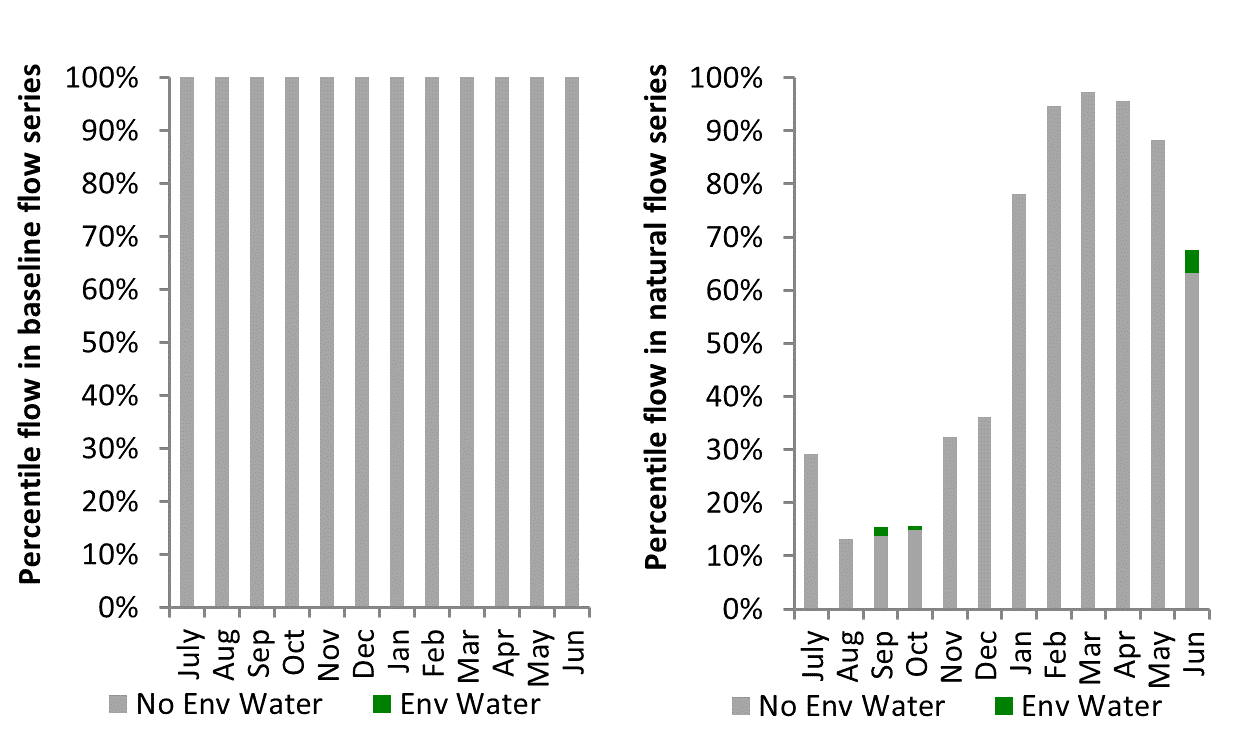 Percentile flow in baseline flow series
100%
90%
80%
70%
60%
50%
40%
30%
20%
10%
0%
July
Aug
Sep
Oct
Nov
Dec
Jan
Feb
Mar
Apr
May
Jun
No Env Water
Env Water
Percentile flow in natural flow series
100%
90%
80%
70%
60%
50%
40%
30%
20%
10%
0%
July
Aug
Sep
Oct
Nov
Dec
Jan
Feb
Mar
Apr
May
Jun
No Env Water
Env Water